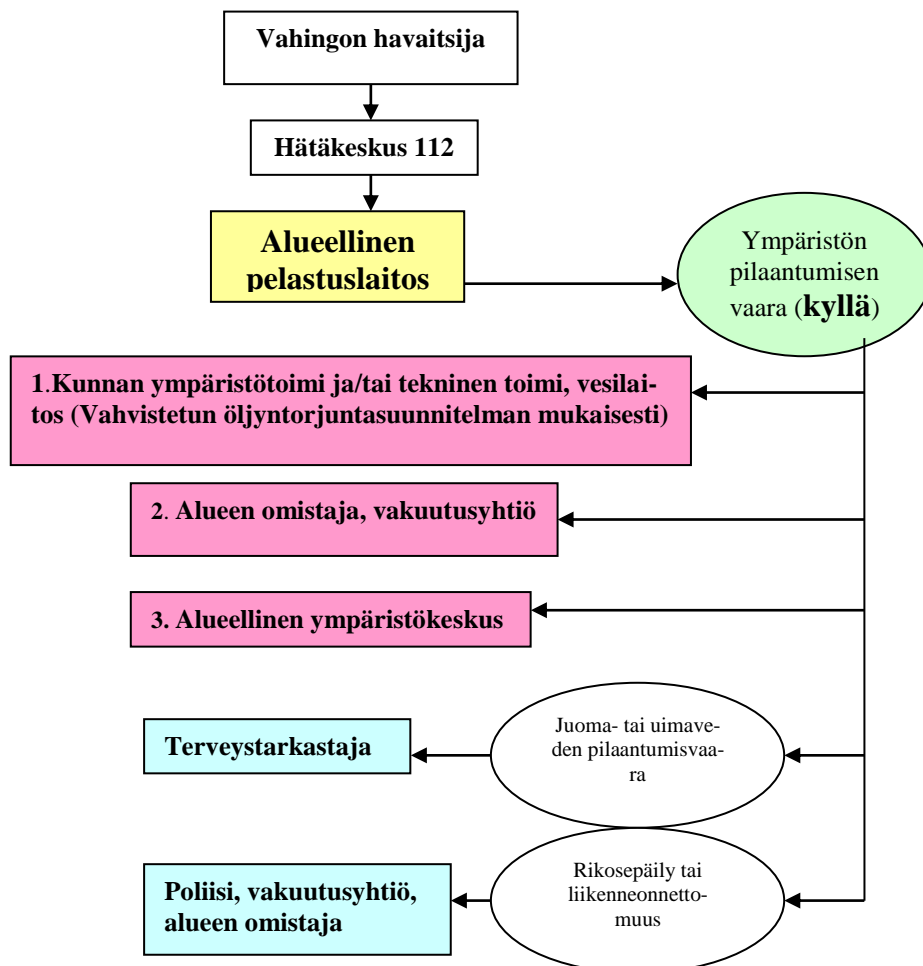 Vahingon havaitsija
Hätäkeskus 112
Alueellinen
pelastuslaitos
Ympäristön
pilaantumisen
vaara (kyllä)
1.Kunnan ympäristötoimi ja/tai tekninen toimi, vesilai-
tos (Vahvistetun öljyntorjuntasuunnitelman mukaisesti)
2. Alueen omistaja, vakuutusyhtiö
3. Alueellinen ympäristökeskus
Terveystarkastaja
Juoma- tai uimave-
den pilaantumisvaa-
ra
Poliisi, vakuutusyhtiö,
alueen omistaja
Rikosepäily tai
liikenneonnetto-
muus